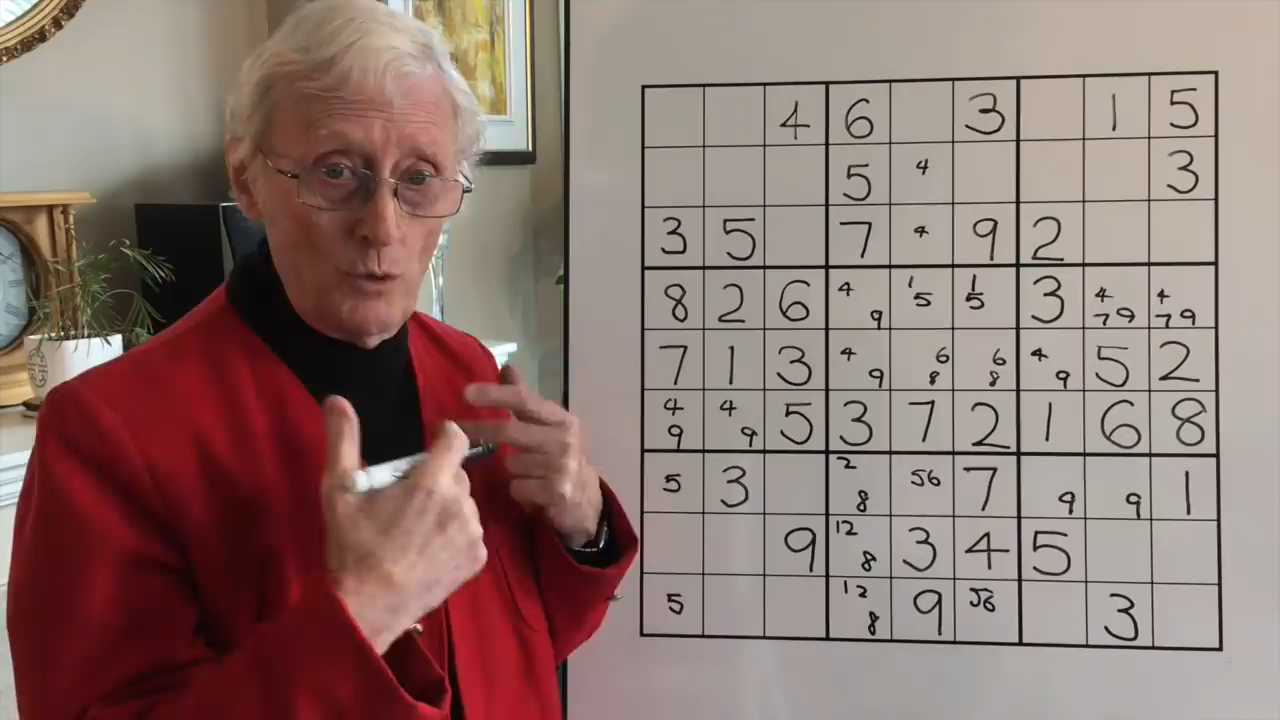 4 6 3 1 5
5 4 3
3 5 7 4 9 2
8 2 6 4 9 1 5 1 5 3 4 7 9 4 7 9
7 1 3 4 9 6 8 6 8 4 9 5 2
4 9 4 9 5 3 7 2 1 6 8
5 3 2 8 56 7 9 9 1
9 12 8 3 4 5
5 12 8 9 56 3